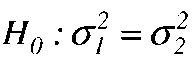 H₀ : σ₁² = σ₂²